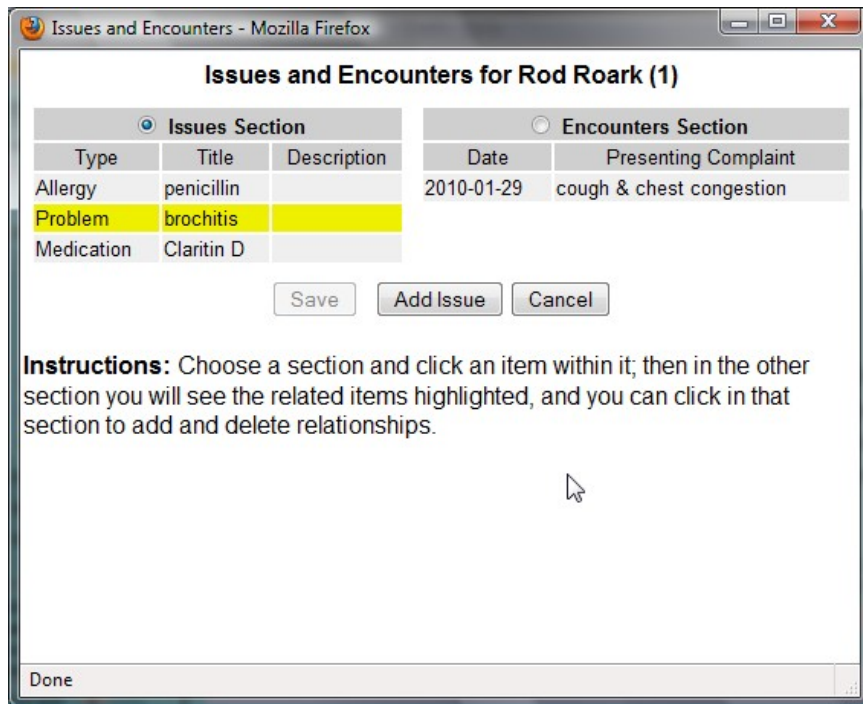 Issues and Encounters - Mozilla Firefox
Issues and Encounters for Rod Roark (1)
Issues Section
Type Title Description
Allergy penicillin
Problem brochitis
Medication Claritin D
Encounters Section
Date Presenting Complaint
2010-01-29 cough & chest congestion
Save Add Issue Cancel
Instructions: Choose a section and click an item within it; then in the other
section you will see the related items highlighted, and you can click in that
section to add and delete relationships.
Done